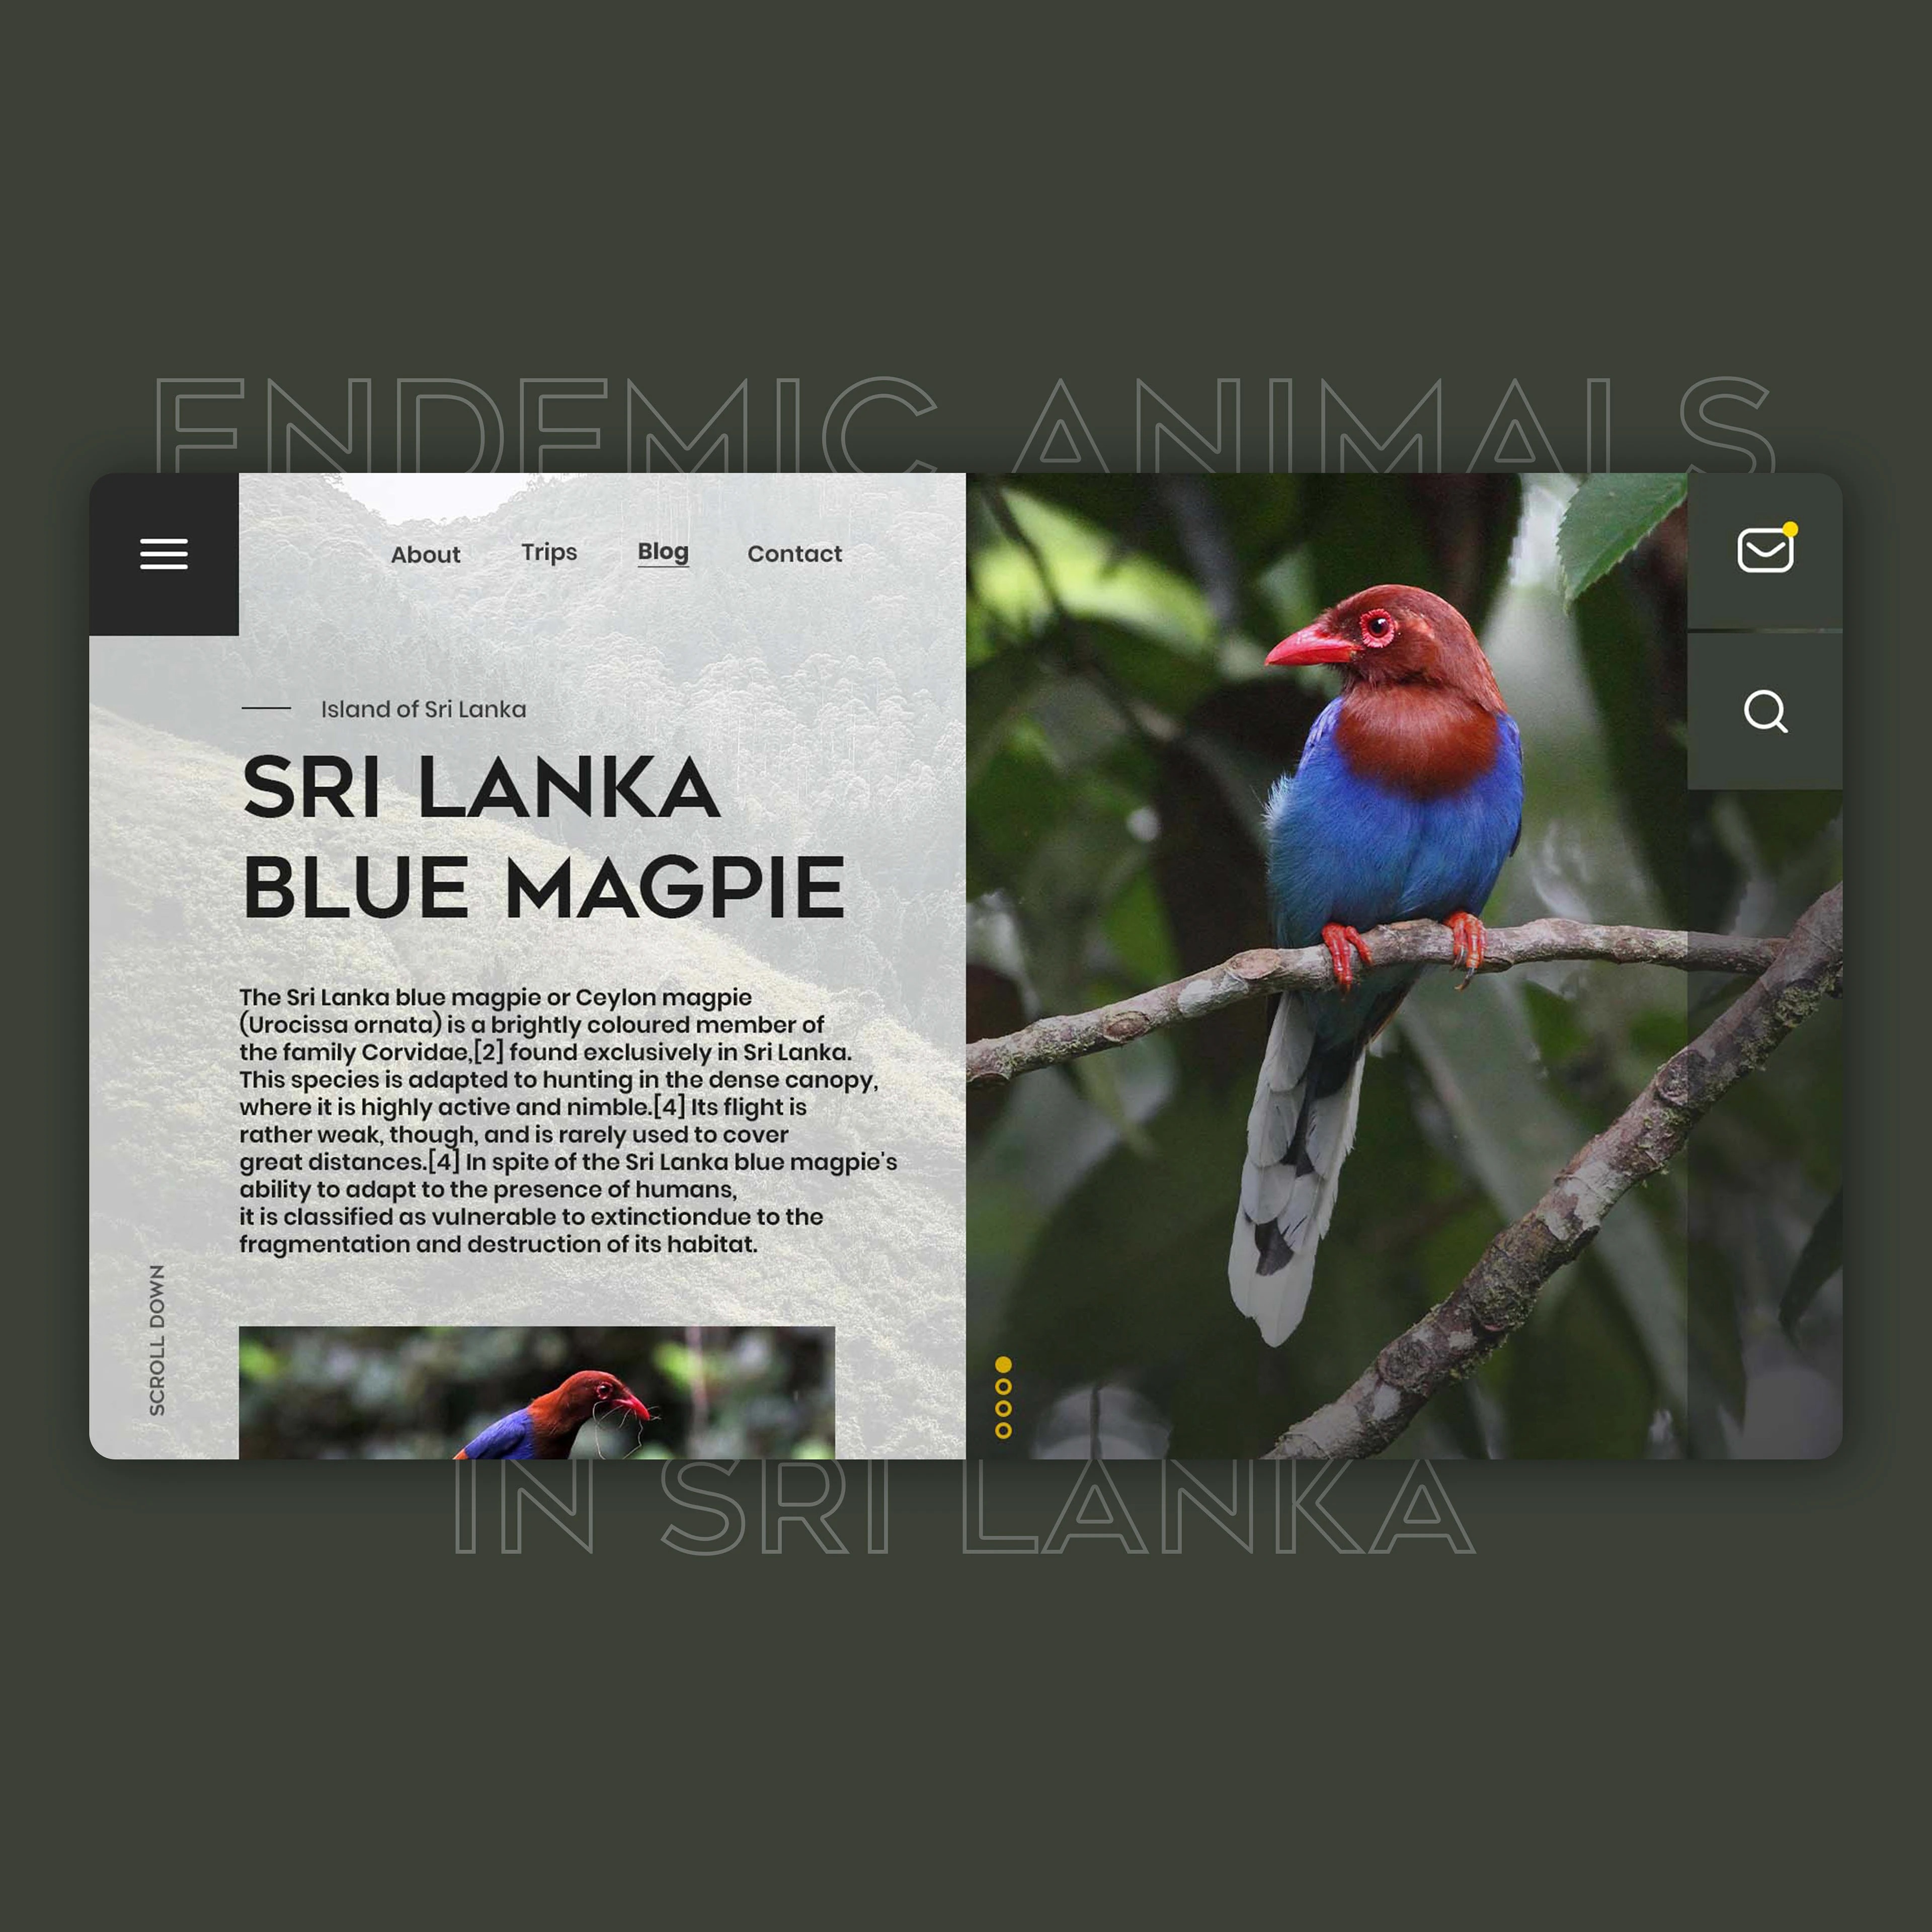 ENDEMIC ANIMALS
About Trips Blog Contact
Island of Sri Lanka
SRI LANKA
BLUE MAGPIE
The Sri Lanka blue magpie or Ceylon magpie
(Urocissa ornata) is a brightly coloured member of
the family Corvidae,[2] found exclusively in Sri Lanka.
This species is adapted to hunting in the dense canopy,
where it is highly active and nimble.[4] Its flight is
rather weak, though, and is rarely used to cover
great distances.[4] In spite of the Sri Lanka blue magpie's
ability to adapt to the presence of humans,
it is classified as vulnerable to extinctiondue to the
fragmentation and destruction of its habitat.
SCROLL DOWN
IN SRI LANKA